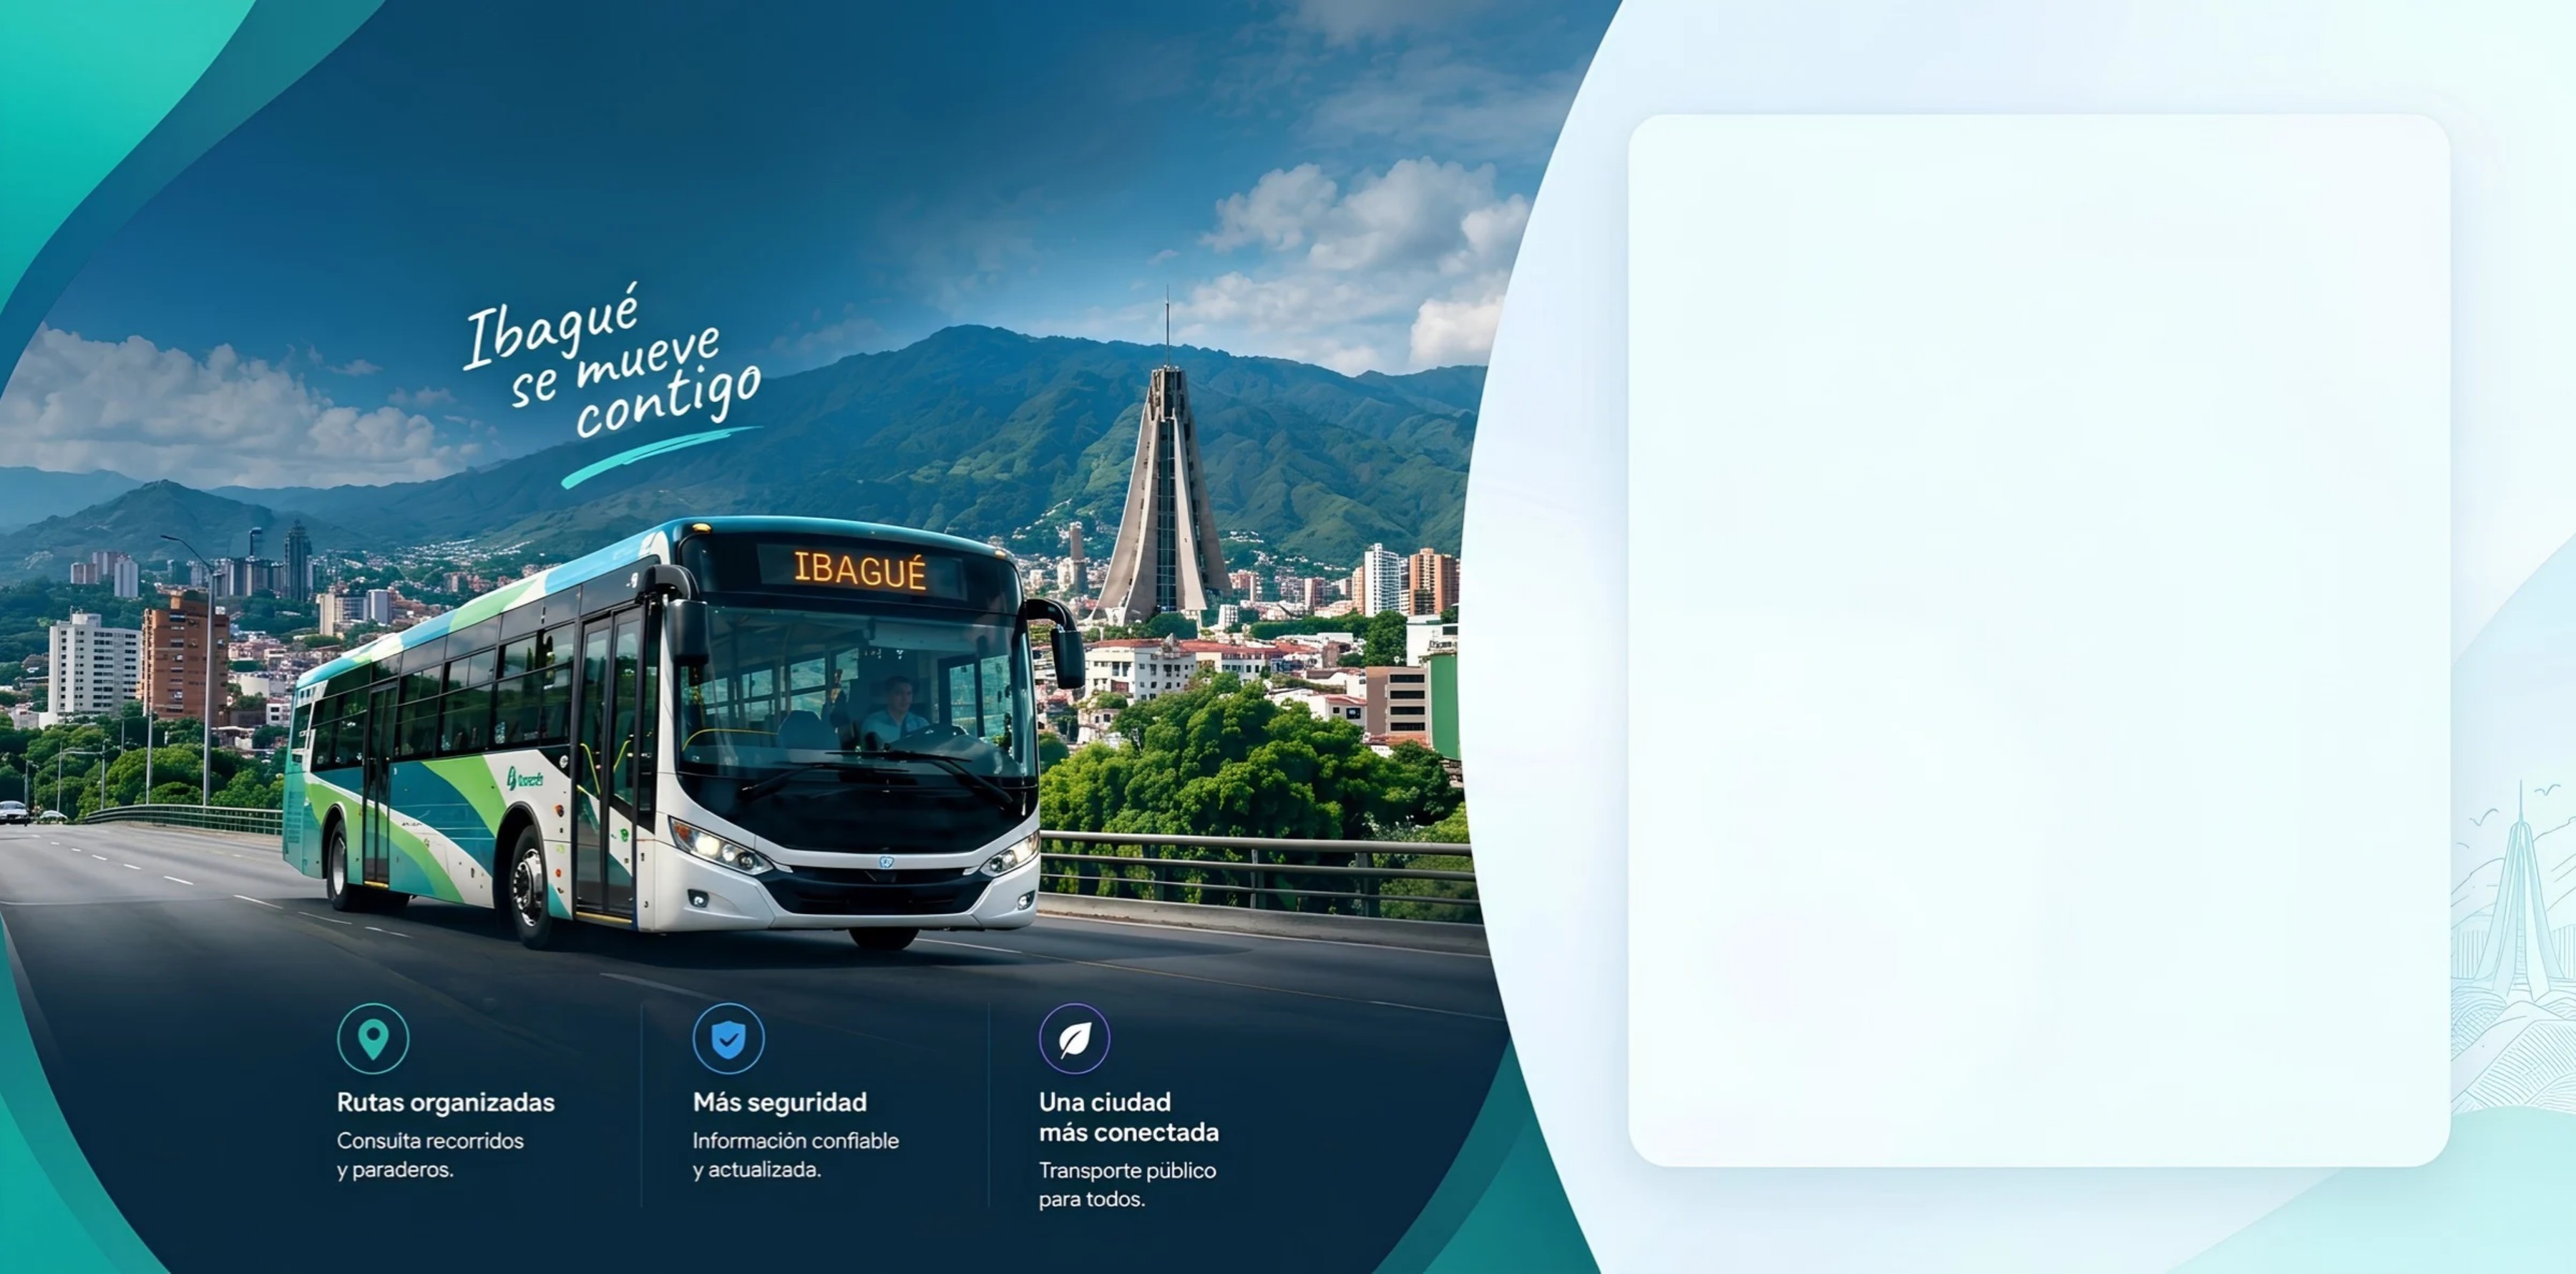 Ibagué
se mueve
contigo
IBAGUÉ
Rutas organizadas
Consulta recorridos
y paraderos.
Más seguridad
Información confiable
y actualizada.
Una ciudad
más conectada
Transporte público
para todos.